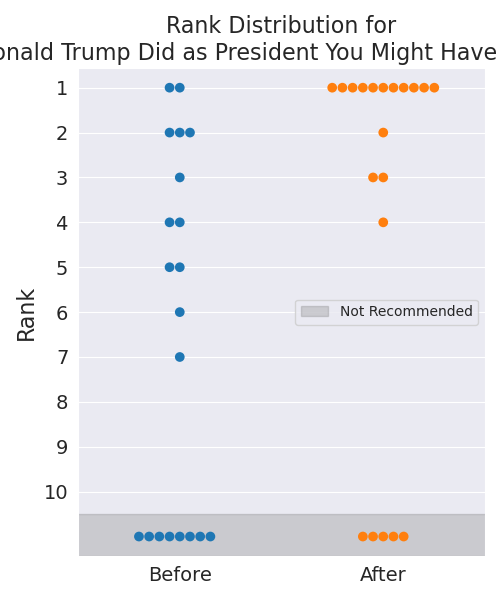 Rank Distribution for
onald Trump Did as President You Might Have
1
2
3
4
5
6
7
8
9
10
Rank
Not Recommended
Before
After